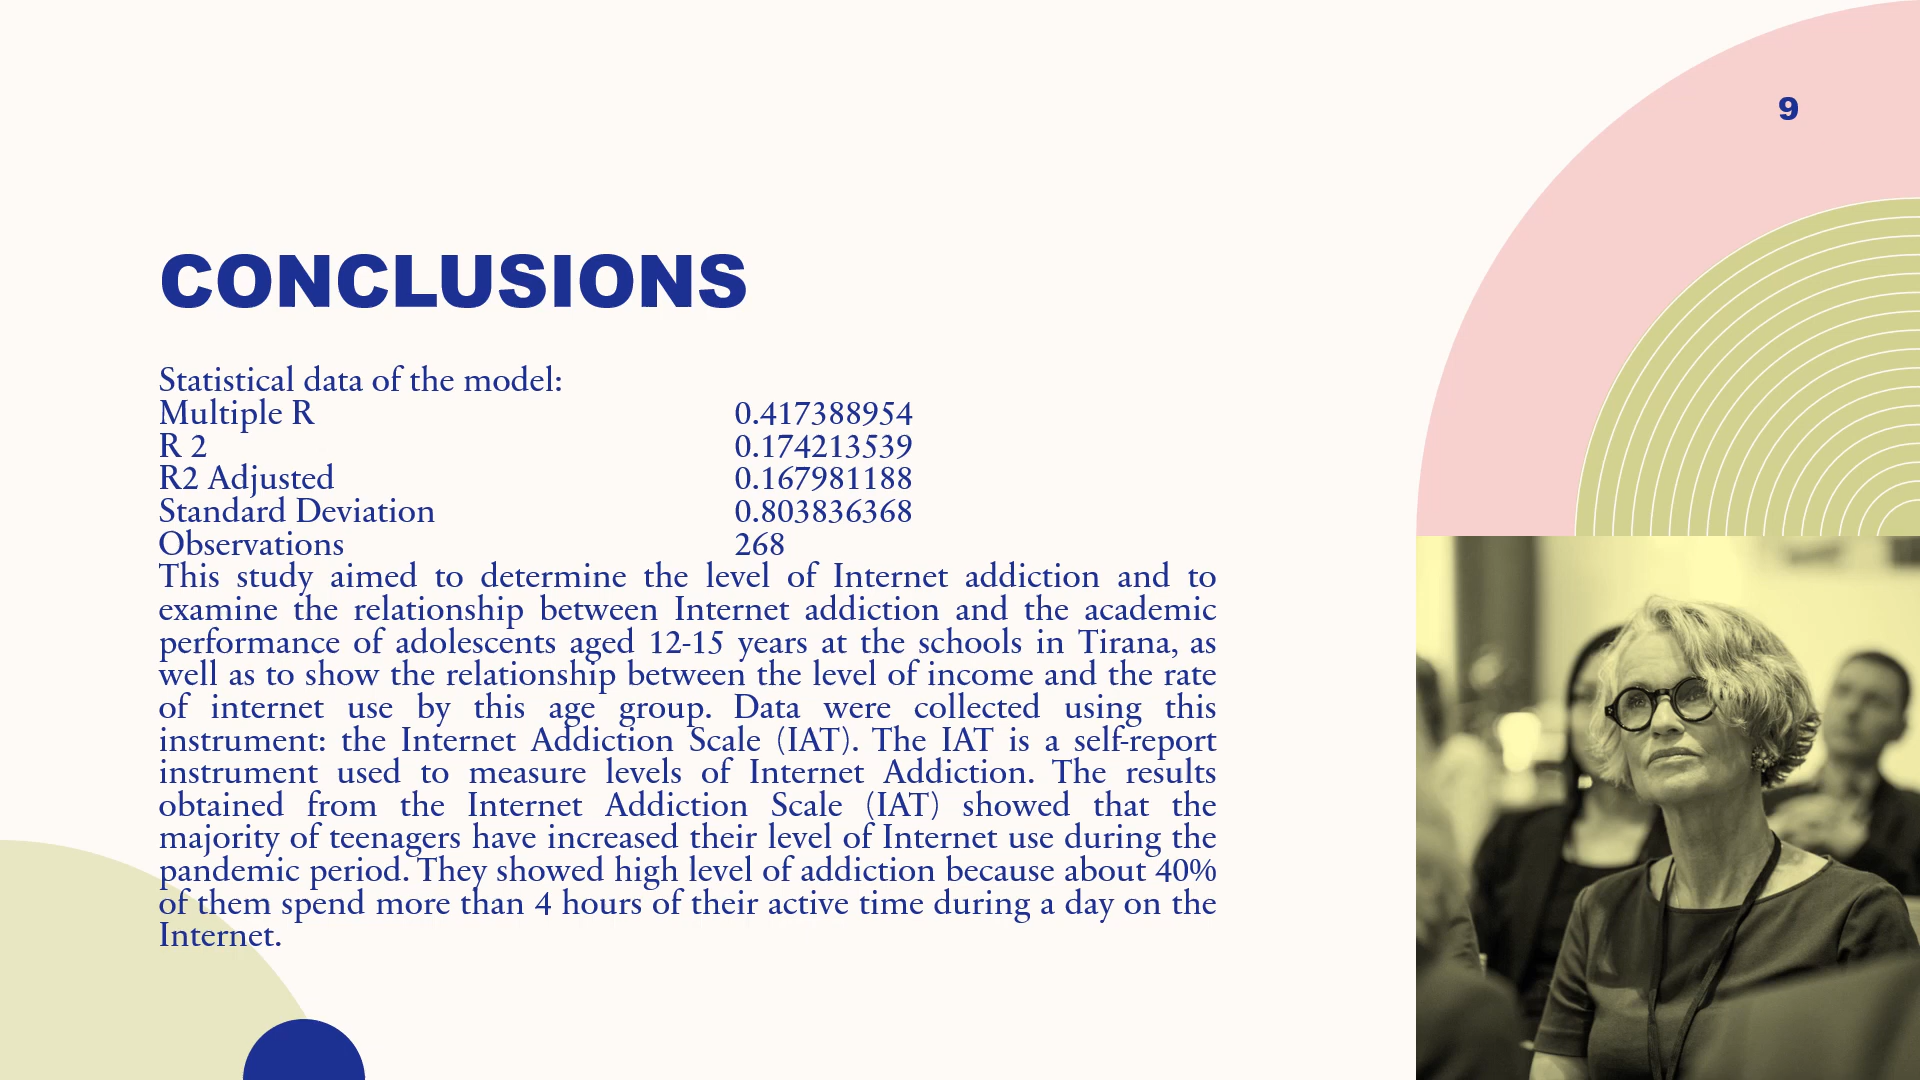 9
CONCLUSIONS
Statistical data of the model:
Multiple R 0.417388954
R 2 0.174213539
R2 Adjusted 0.167981188
Standard Deviation 0.803836368
Observations 268
This study aimed to determine the level of Internet addiction and to
examine the relationship between Internet addiction and the academic
performance of adolescents aged 12-15 years at the schools in Tirana, as
well as to show the relationship between the level of income and the rate
of internet use by this age group. Data were collected using this
instrument: the Internet Addiction Scale (IAT). The IAT is a self-report
instrument used to measure levels of Internet Addiction. The results
obtained from the Internet Addiction Scale (IAT) showed that the
majority of teenagers have increased their level of Internet use during the
pandemic period. They showed high level of addiction because about 40%
of them spend more than 4 hours of their active time during a day on the
Internet.